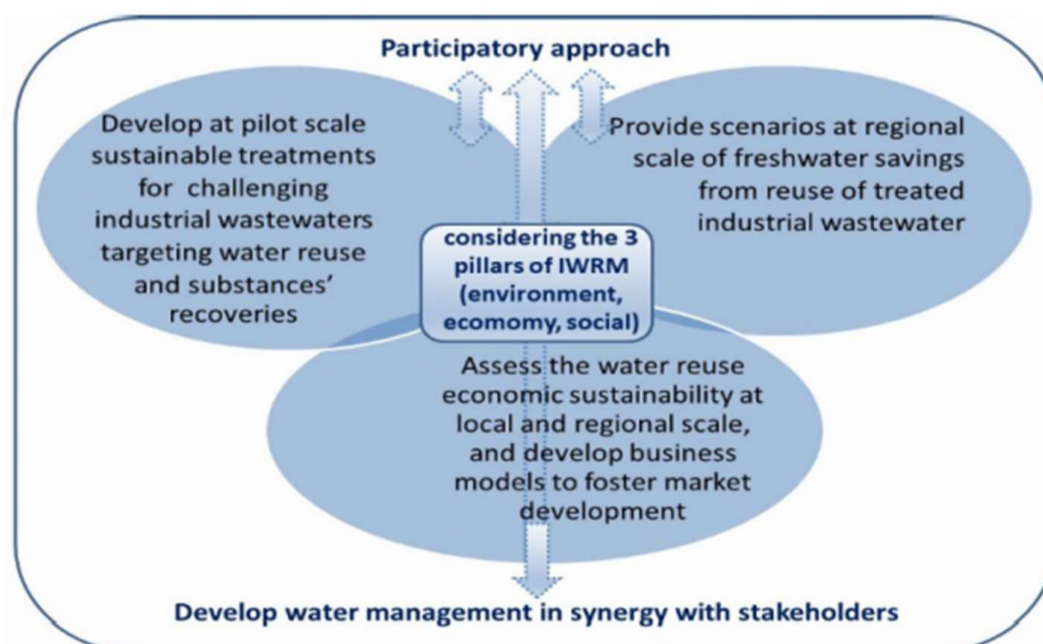 Participatory approach
Develop at pilot scale
sustainable treatments
for challenging
industrial wastewaters
targeting water reuse
and substances'
recoveries
Provide scenarios at regional
scale of freshwater savings
from reuse of treated
industrial wastewater
considering the 3
pillars of IWRM
(environment,
ecomomy, social)
Assess the water reuse
economic sustainability at
local and regional scale,
and develop business
models to foster market
development
Develop water management in synergy with stakeholders